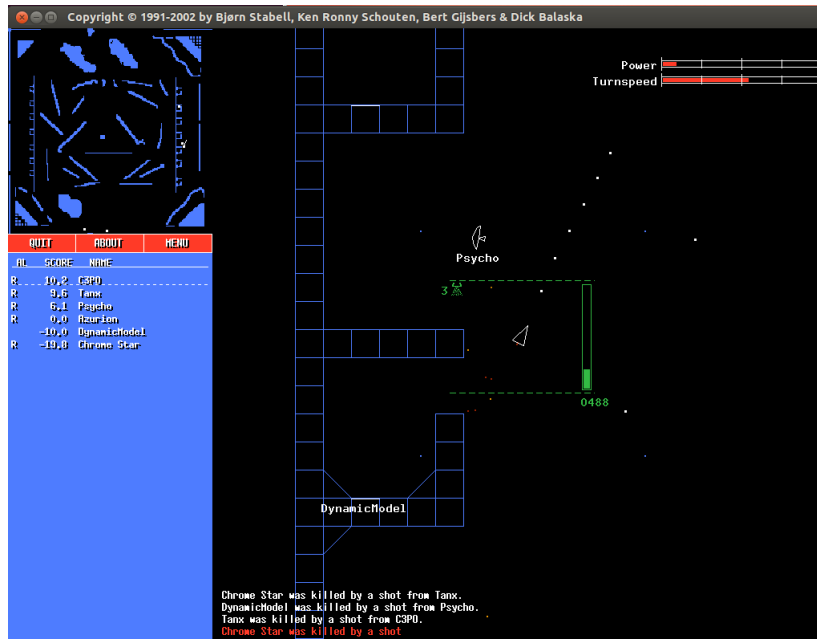 Copyright © 1991-2002 by Bjørn Stabell, Ken Ronny Schouten, Bert Gijsbers & Dick Balaska
Power
Turnspeed
QUIT ABOUT MENU
AL SCORE NAME
R 10,2 C3PO
R 9,6 Tanx
R 6,1 Psycho
R 0,0 Azurion
-10,0 DynamicModel
R -19,8 Chrome Star
Psycho
3
0488
DynamicModel
Chrome Star was killed by a shot from Tanx.
DynamicModel was killed by a shot from Psycho.
Tanx was killed by a shot from C3PO.
Chrome Star was killed by a shot